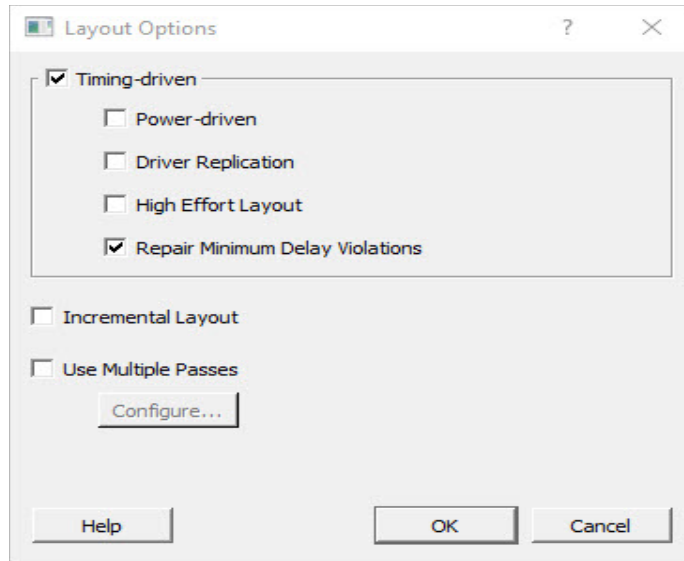 Layout Options
Timing-driven
Power-driven
Driver Replication
High Effort Layout
Repair Minimum Delay Violations
Incremental Layout
Use Multiple Passes
Configure...
Help OK Cancel